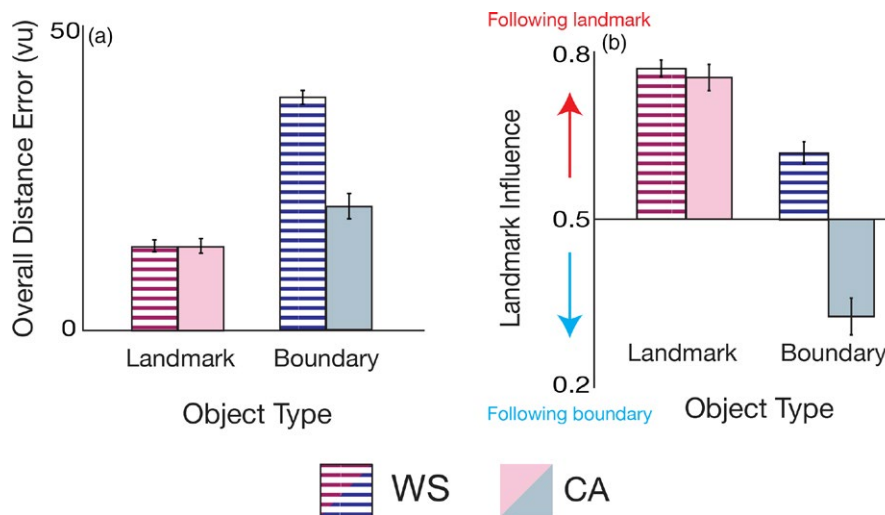 50
(a)
Overall Distance Error (vu)
0
Landmark
Boundary
Object Type
Following landmark
0.8
(b)
Landmark Influence
0.5
Landmark
Boundary
0.2
Following boundary
Object Type
WS
CA